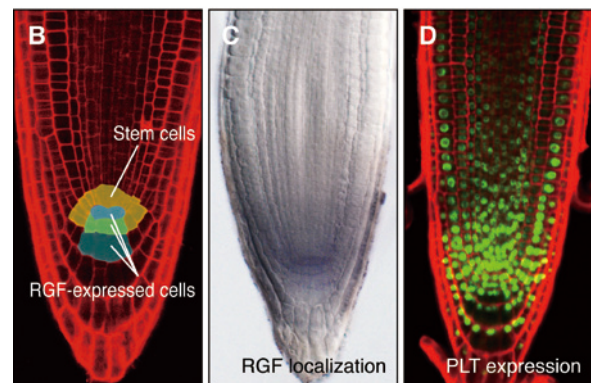 B
Stem cells
RGF-expressed cells
C
RGF localization
D
PLT expression